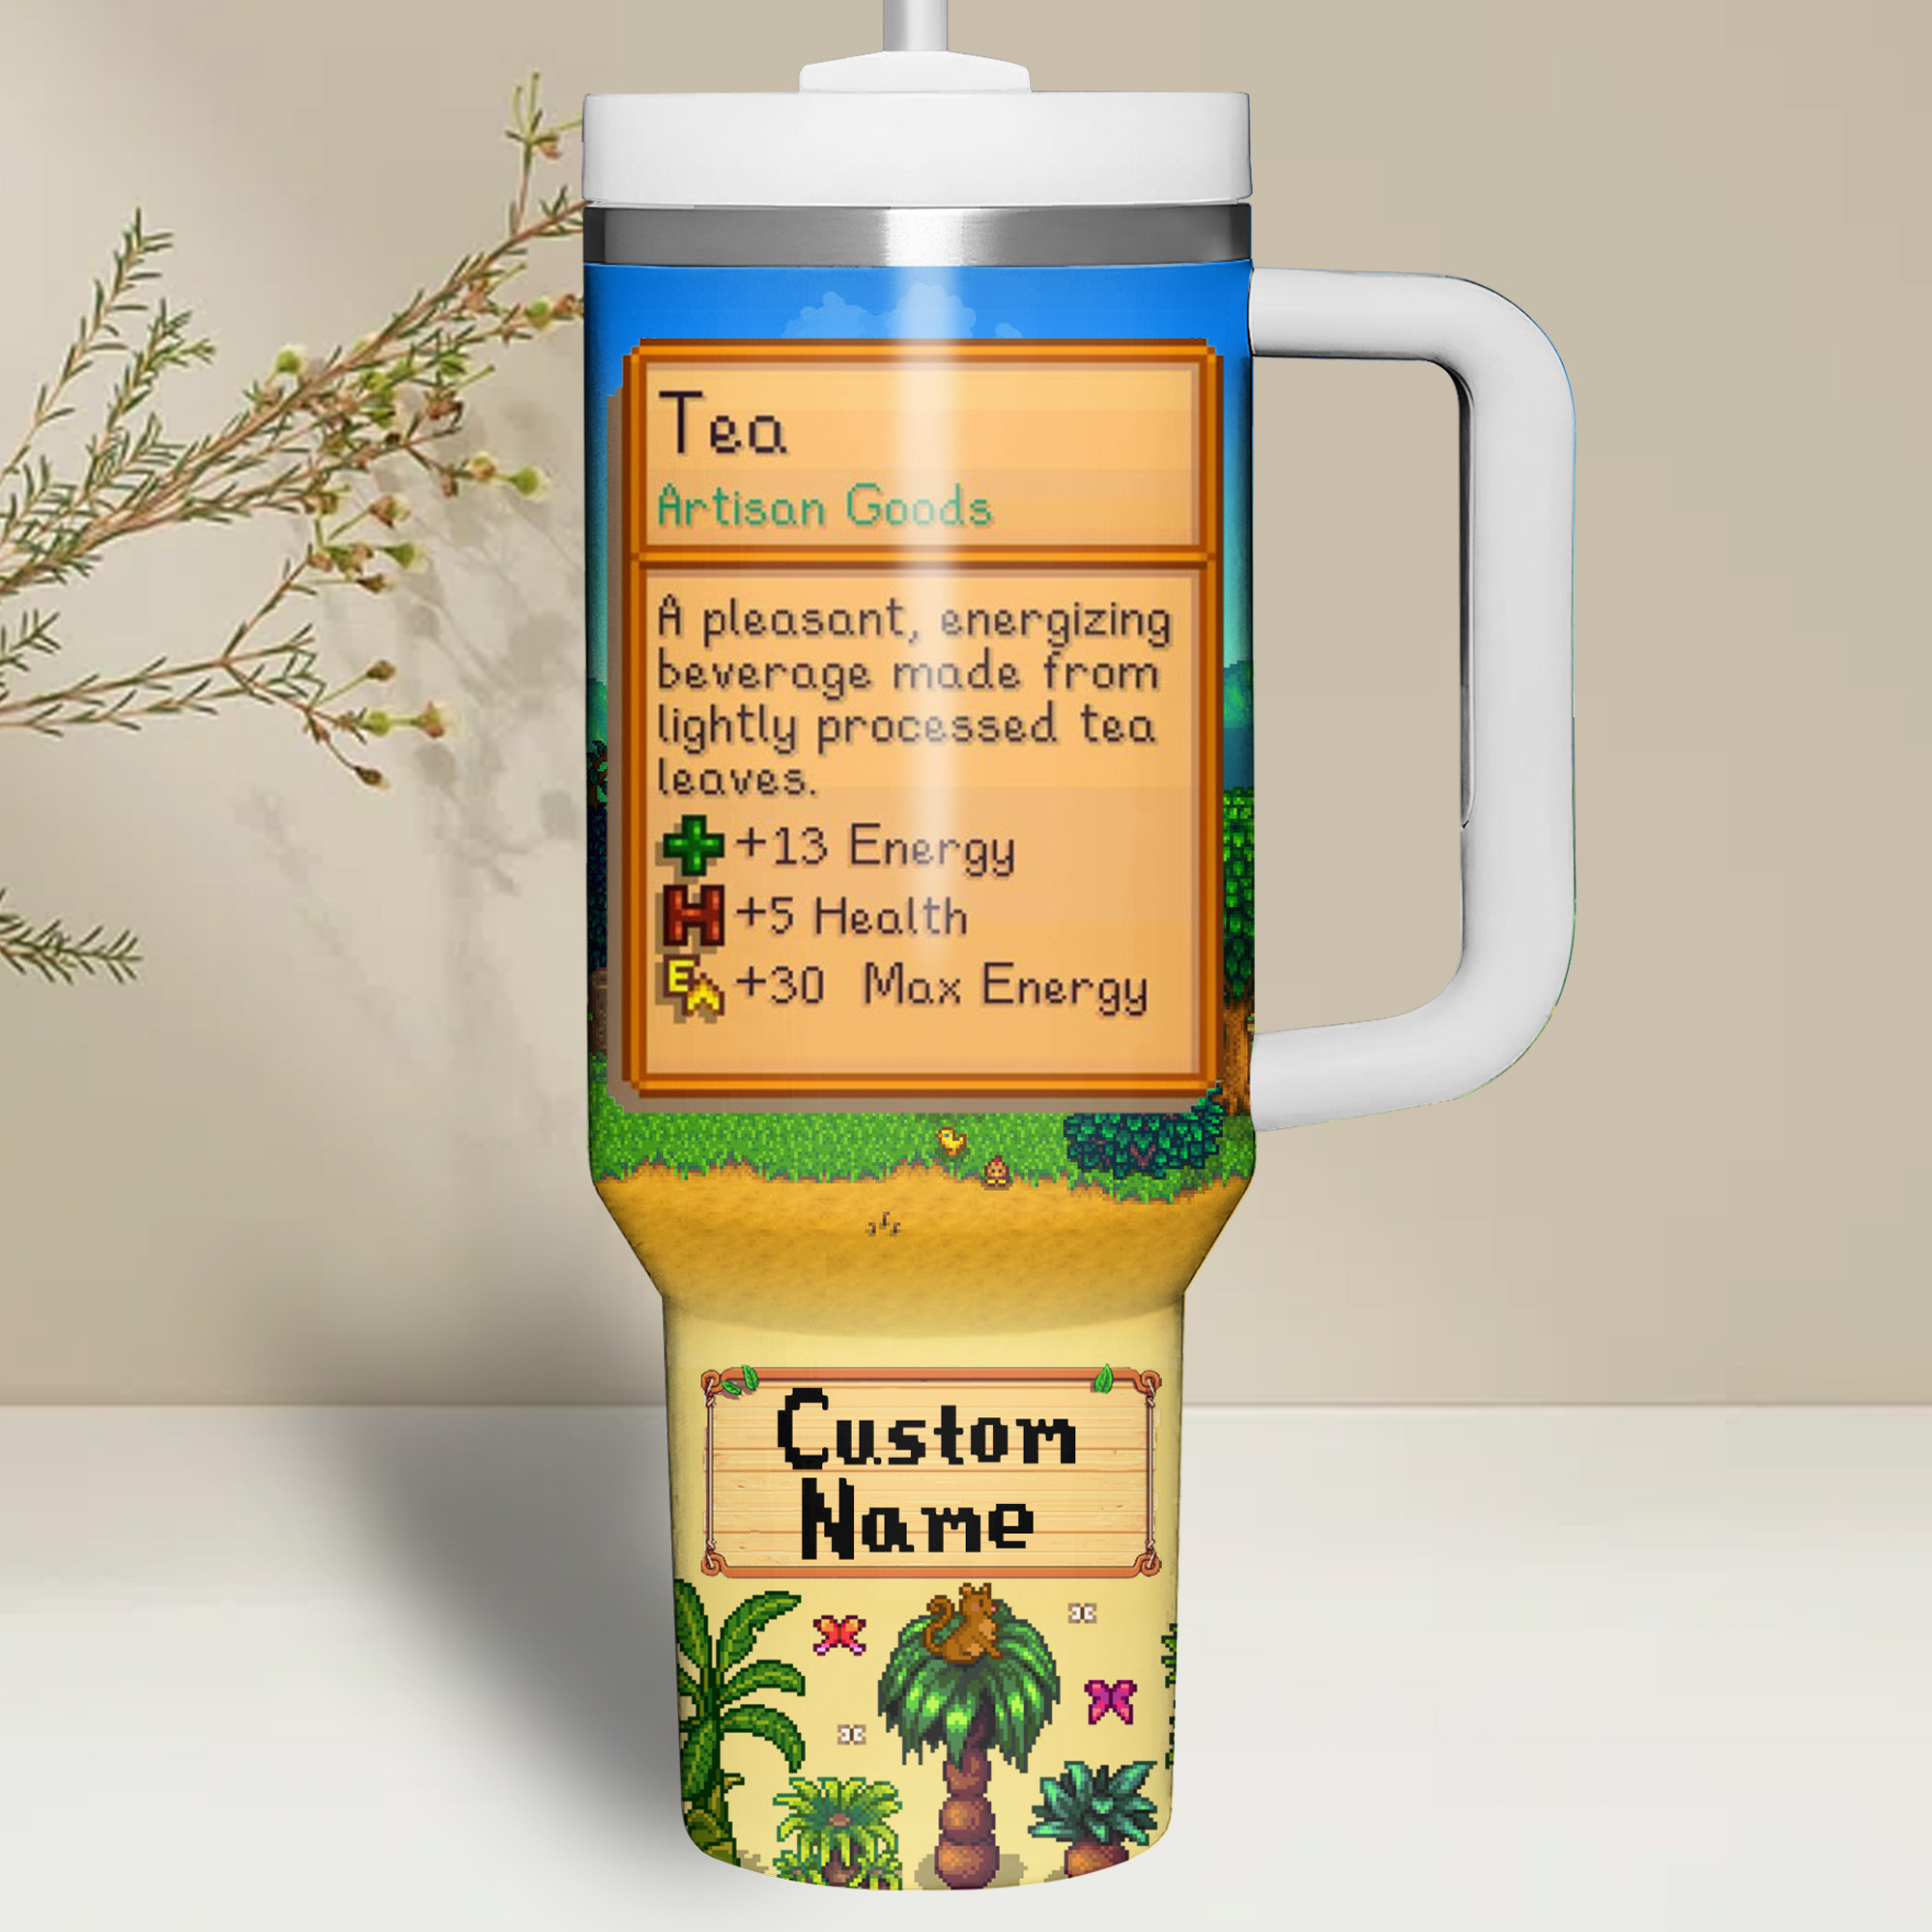 Tea
Artisan Goods
A pleasant, energizing
beverage made from
lightly processed tea
leaves.
+13 Energy
H +5 Health
E +30 Max Energy
Custom
Name